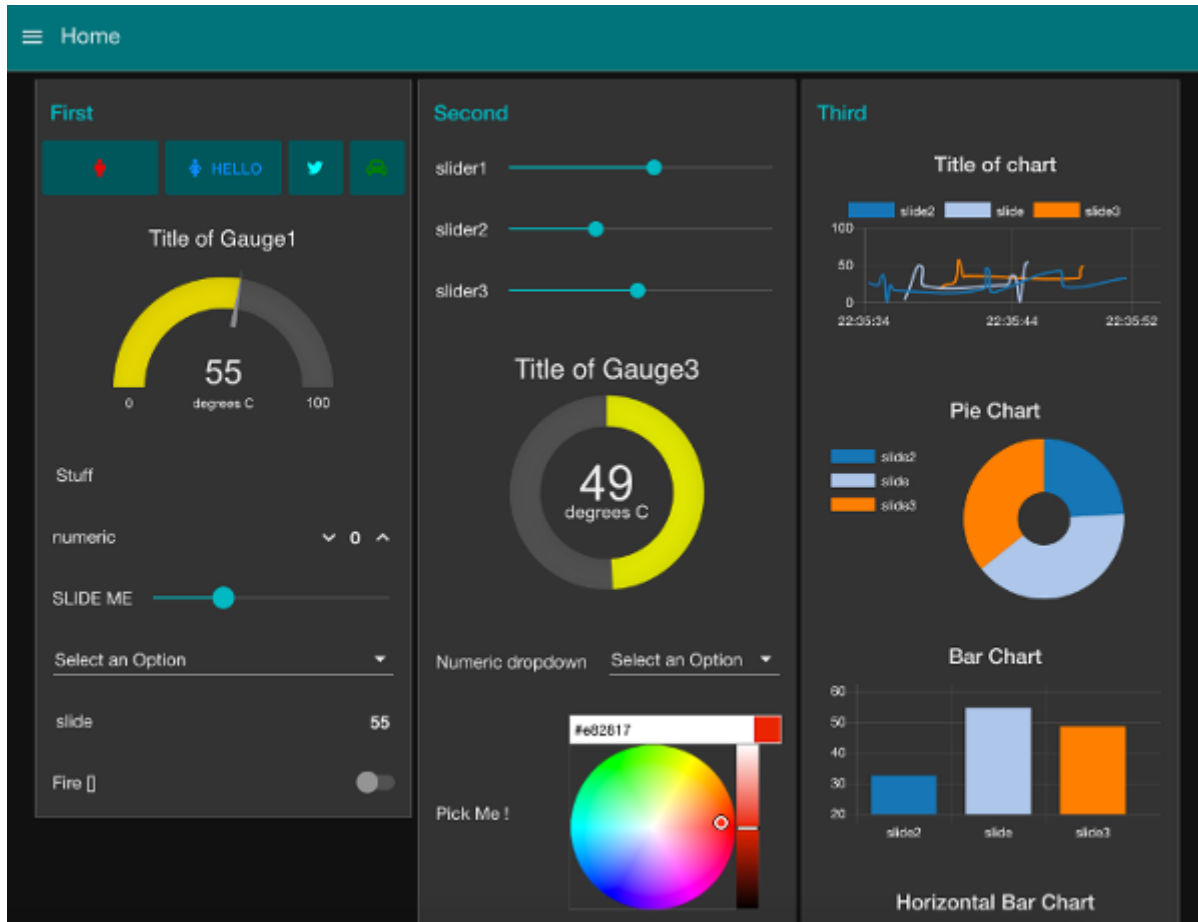 Home
First
HELLO
Title of Gauge1
55
degrees C
0
100
Stuff
numeric
0
SLIDE ME
Select an Option
slide
55
Fire []
Second
slider1
slider2
slider3
Title of Gauge3
49
degrees C
Numeric dropdown
Select an Option
#e82817
Pick Me !
Third
Title of chart
slide2 slide slide3
100
50
0
22:35:34 22:35:44 22:35:52
Pie Chart
slide2
slide
slide3
Bar Chart
60
50
40
30
20
slide2 slide slide3
Horizontal Bar Chart